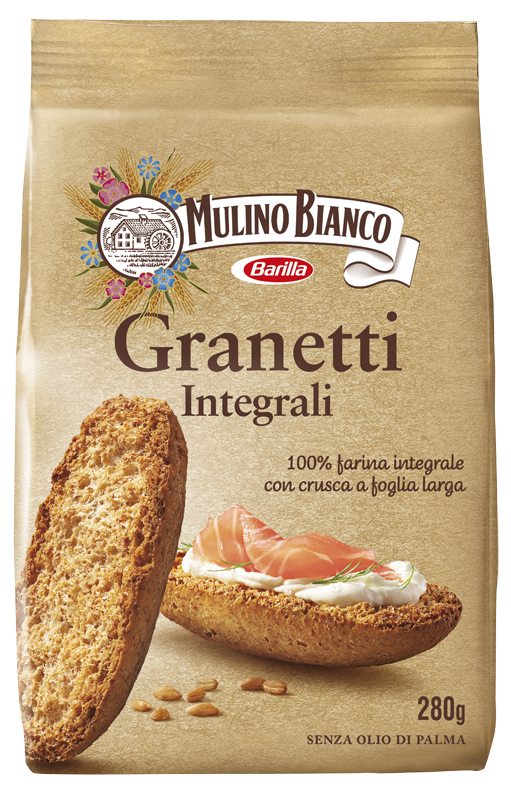 MULINO BIANCO
Barilla
Granetti
Integrali
100% farina integrale
con crusca a foglia larga
280g
SENZA OLIO DI PALMA